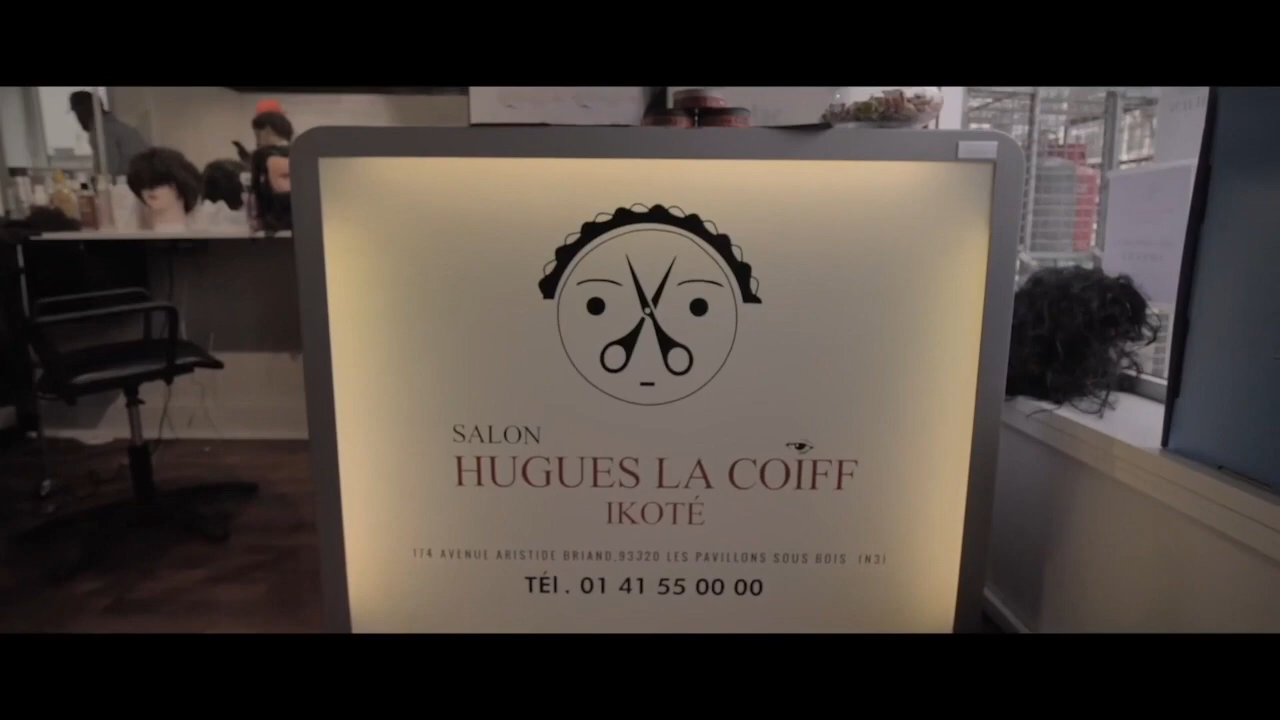 SALON
HUGUES LA COIFF
IKOTÉ
174 AVENUE ARISTIDE BRIAND.93320 LES PAVILLONS SOUS BOIS (N3)
TÉl. 01 41 55 00 00